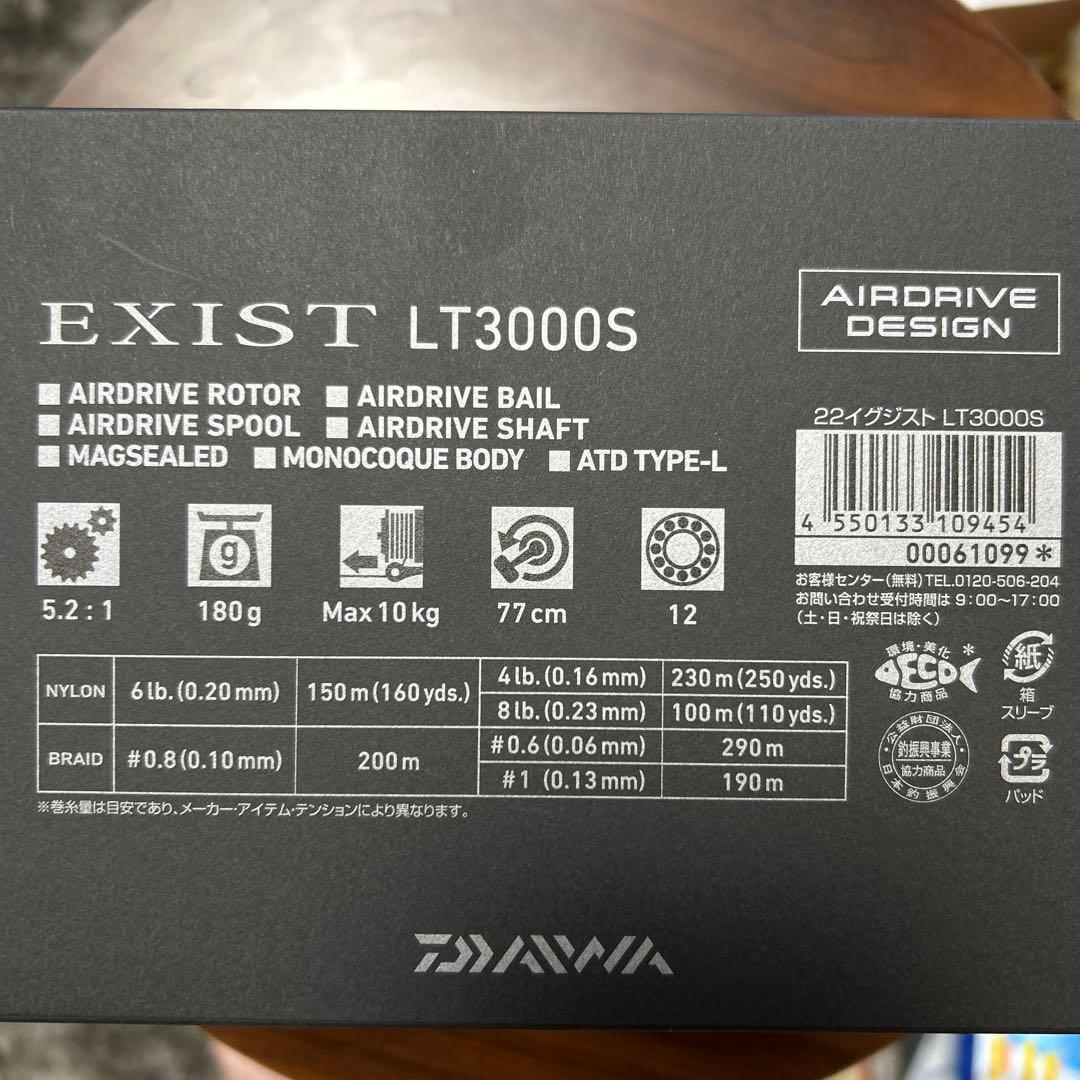 EXIST LT3000S
AIRDRIVE
DESIGN
■ AIRDRIVE ROTOR ■ AIRDRIVE BAIL
■ AIRDRIVE SPOOL ■ AIRDRIVE SHAFT
■ MAGSEALED ■ MONOCOQUE BODY ■ ATD TYPE-L
22イグジスト LT3000S
4 550133 109454
00061099*
お客様センター(無料)TEL.0120-506-204
お問い合わせ受付時間は 9:00〜17:00
(土・日・祝祭日は除く)
g
5.2:1 180g Max10kg 77cm 12
NYLON 6lb.(0.20mm) 150m(160yds.) 4lb.(0.16mm) 230m(250yds.)
8lb.(0.23mm) 100m(110yds.)
BRAID #0.8(0.10mm) 200m #0.6(0.06mm) 290m
#1 (0.13mm) 190m
※巻糸量は目安であり、メーカー・アイテム・テンションにより異なります。
環境・美化*
ECO
協力商品
紙
箱
スリーブ
公益財団法人
釣振興事業
協力商品
日本釣振興会
プラ
パッド
DAIWA